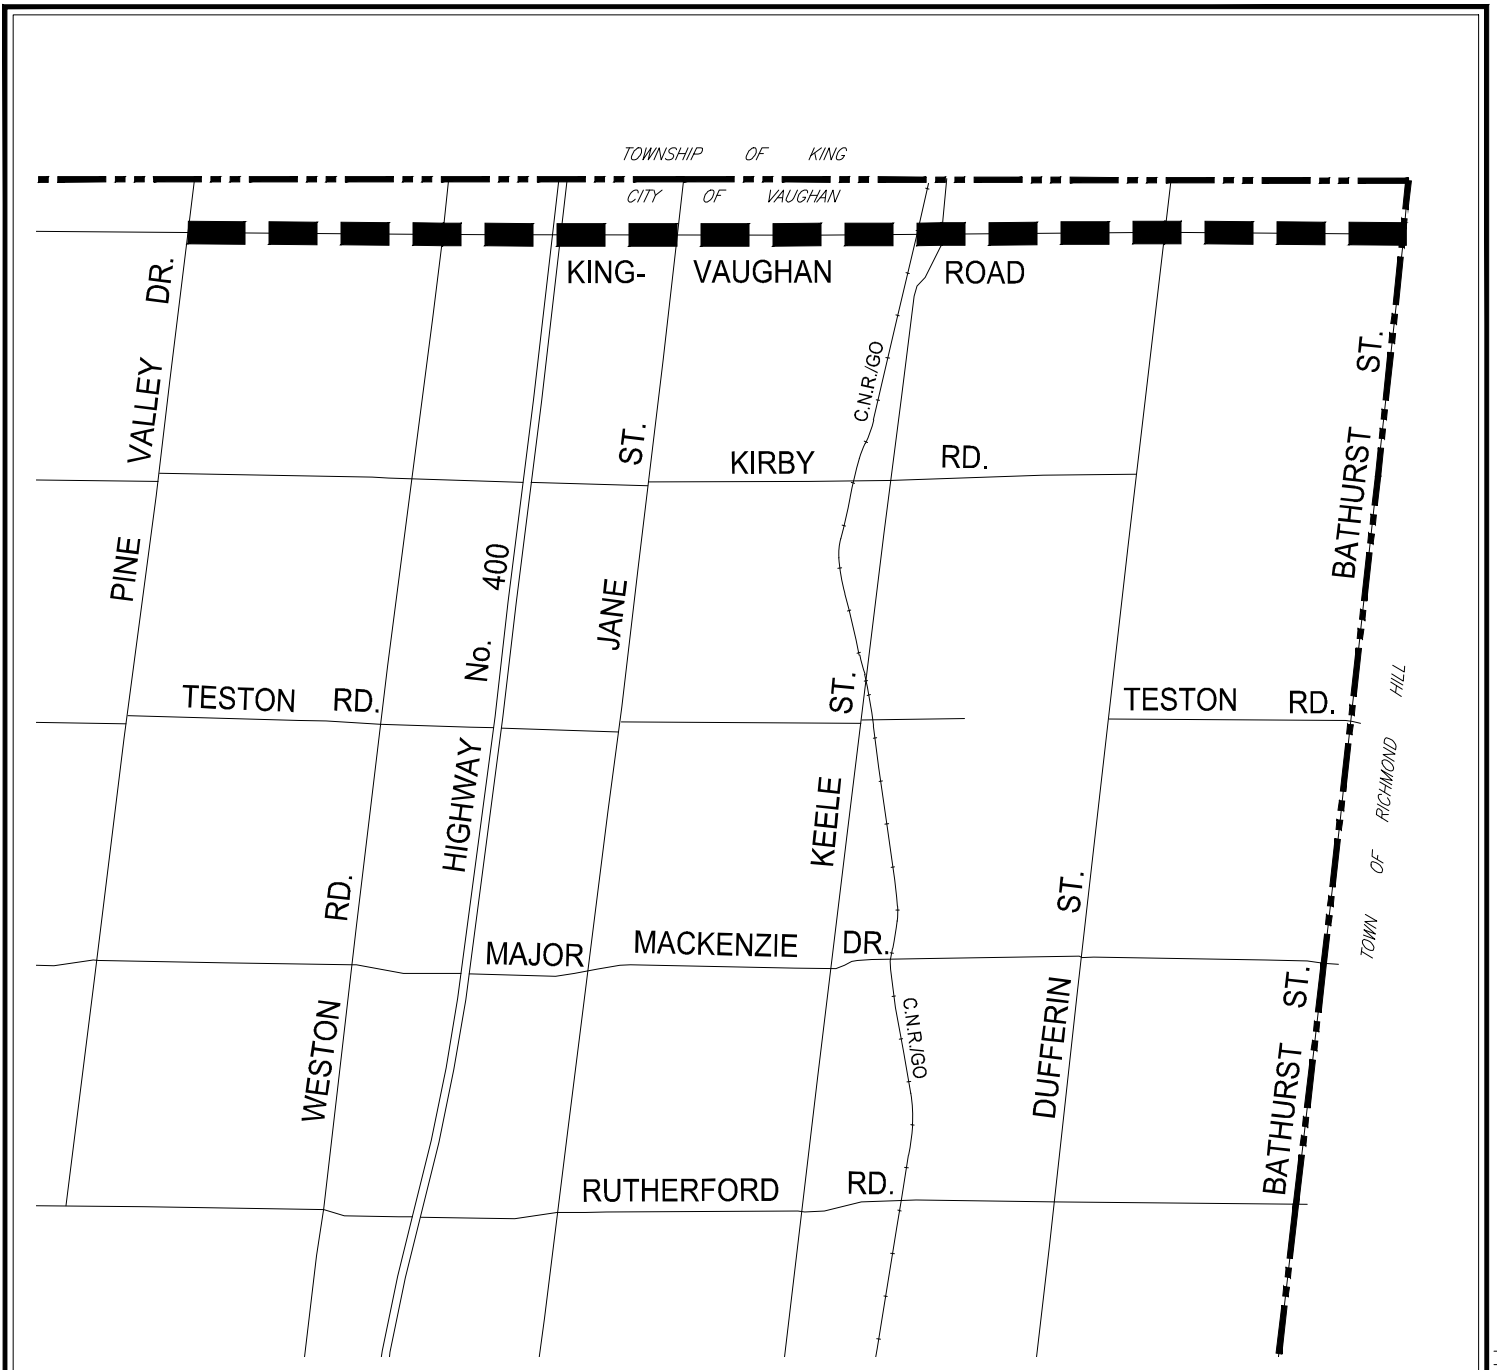 TOWNSHIP OF KING
CITY OF VAUGHAN
KING- VAUGHAN ROAD
PINE VALLEY DR.
C.N.R./GO
BATHURST ST.
JANE ST.
KIRBY RD.
HIGHWAY No. 400
TESTON RD.
KEELE ST.
TESTON RD.
TOWN OF RICHMOND HILL
WESTON RD.
MAJOR MACKENZIE DR.
DUFFERIN ST.
C.N.R./GO
BATHURST ST.
RUTHERFORD RD.